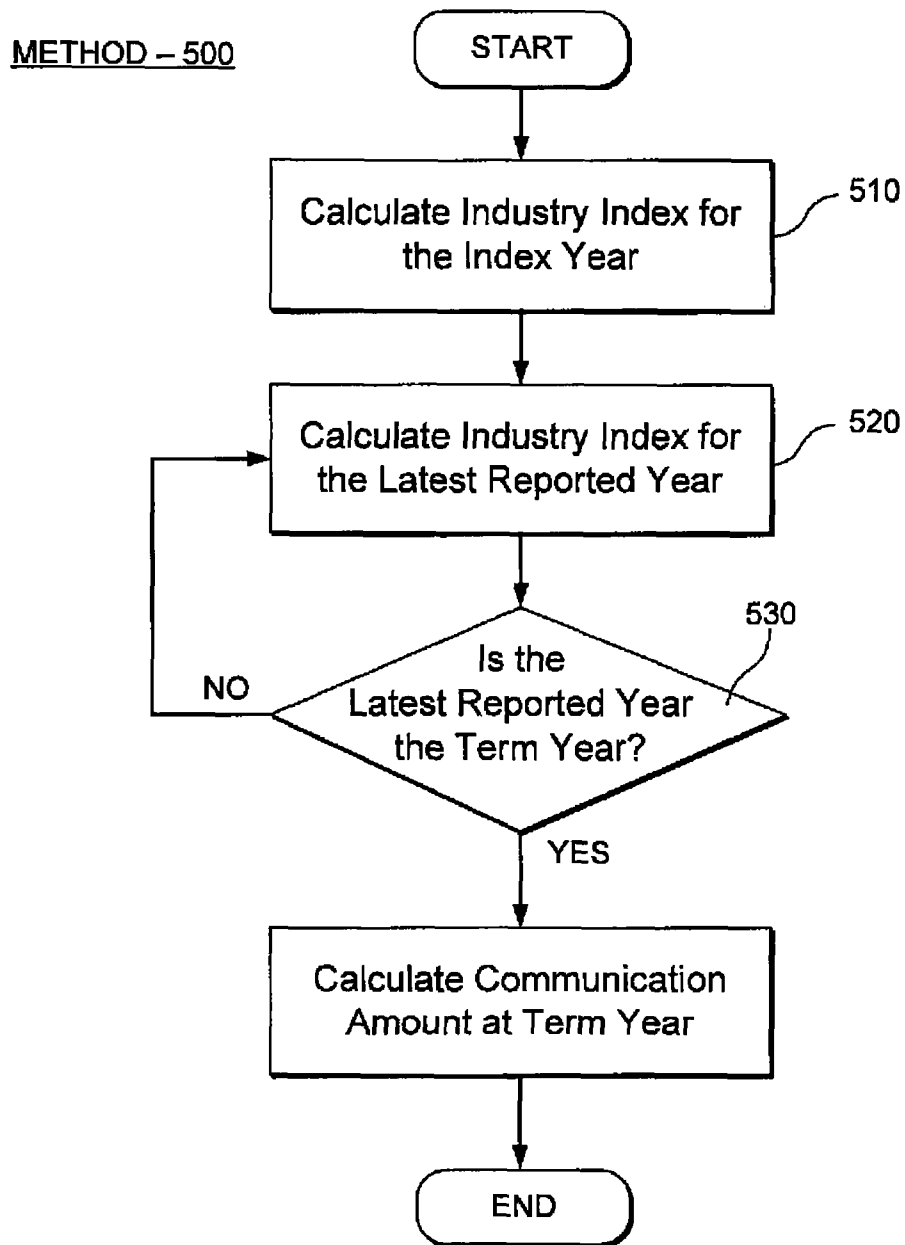 METHOD – 500
START
Calculate Industry Index for
the Index Year
510
Calculate Industry Index for
the Latest Reported Year
520
530
Is the
Latest Reported Year
the Term Year?
NO
YES
Calculate Communication
Amount at Term Year
END